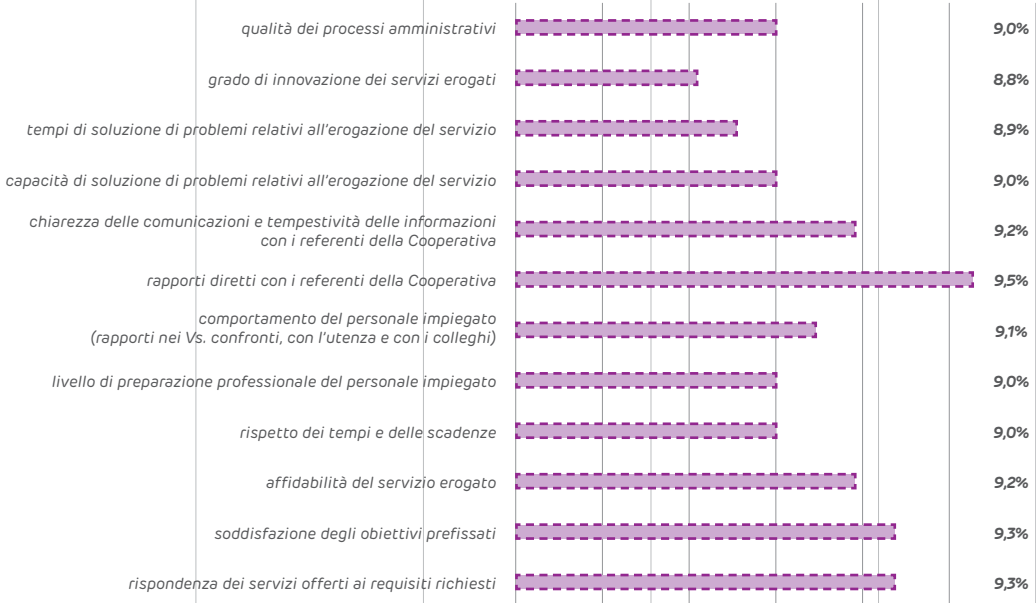 qualità dei processi amministrativi 9,0%
grado di innovazione dei servizi erogati 8,8%
tempi di soluzione di problemi relativi all'erogazione del servizio 8,9%
capacità di soluzione di problemi relativi all'erogazione del servizio 9,0%
chiarezza delle comunicazioni e tempestività delle informazioni
con i referenti della Cooperativa 9,2%
rapporti diretti con i referenti della Cooperativa 9,5%
comportamento del personale impiegato
(rapporti nei Vs. confronti, con l'utenza e con i colleghi) 9,1%
livello di preparazione professionale del personale impiegato 9,0%
rispetto dei tempi e delle scadenze 9,0%
affidabilità del servizio erogato 9,2%
soddisfazione degli obiettivi prefissati 9,3%
rispondenza dei servizi offerti ai requisiti richiesti 9,3%